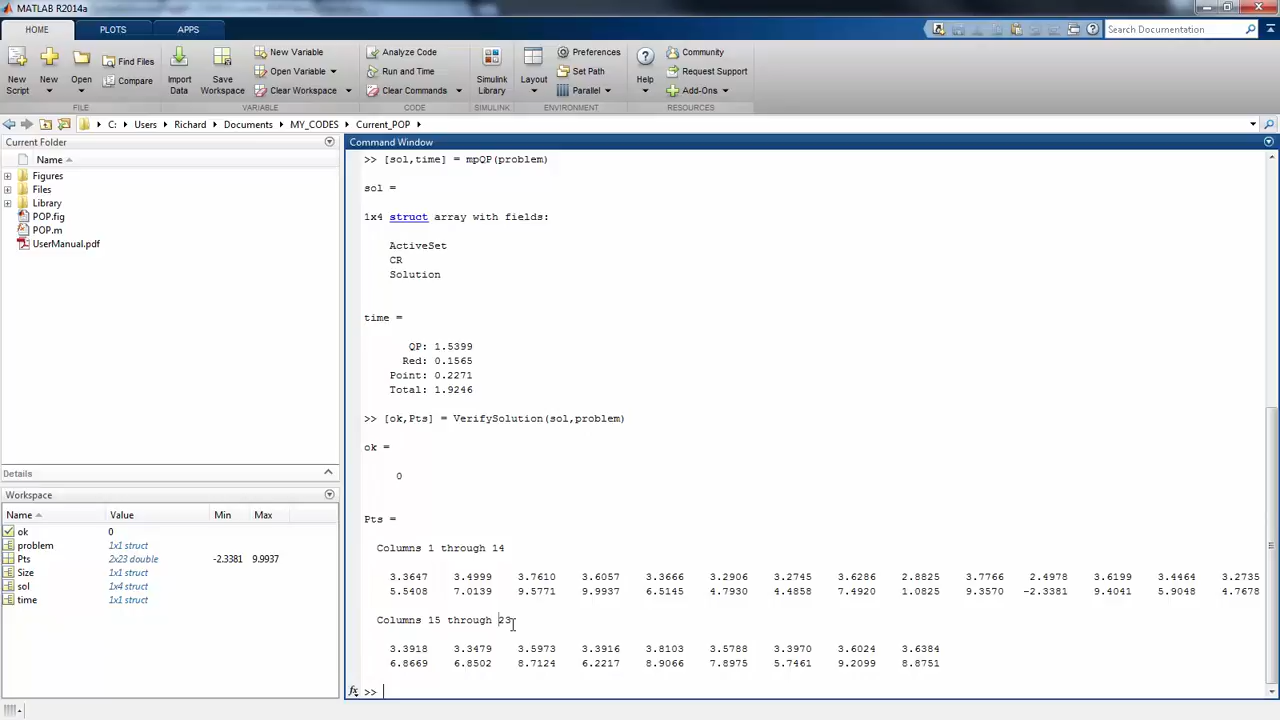 MATLAB R2014a
HOME PLOTS APPS
Search Documentation
New Script
New
Open
Find Files
Compare
Import Data
Save Workspace
New Variable
Open Variable
Clear Workspace
Analyze Code
Run and Time
Clear Commands
Simulink Library
Layout
Preferences
Set Path
Parallel
Help
Community
Request Support
Add-Ons
FILE VARIABLE CODE SIMULINK ENVIRONMENT RESOURCES
C: Users Richard Documents MY_CODES Current_POP
Current Folder
Name
Figures
Files
Library
POP.fig
POP.m
UserManual.pdf
Details
Workspace
Name Value Min Max
ok 0
problem 1x1 struct
Pts 2x23 double -2.3381 9.9937
Size 1x1 struct
sol 1x4 struct
time 1x1 struct
Command Window
>> [sol,time] = mpQP(problem)
sol =
1x4 struct array with fields:
ActiveSet
CR
Solution
time =
QP: 1.5399
Red: 0.1565
Point: 0.2271
Total: 1.9246
>> [ok,Pts] = VerifySolution(sol,problem)
ok =
0
Pts =
Columns 1 through 14
3.3647 3.4999 3.7610 3.6057 3.3666 3.2906 3.2745 3.6286 2.8825 3.7766 2.4978 3.6199 3.4464 3.2735
5.5408 7.0139 9.5771 9.9937 6.5145 4.7930 4.4858 7.4920 1.0825 9.3570 -2.3381 9.4041 5.9048 4.7678
Columns 15 through 23
3.3918 3.3479 3.5973 3.3916 3.8103 3.5788 3.3970 3.6024 3.6384
6.8669 6.8502 8.7124 6.2217 8.9066 7.8975 5.7461 9.2099 8.8751
fx >>